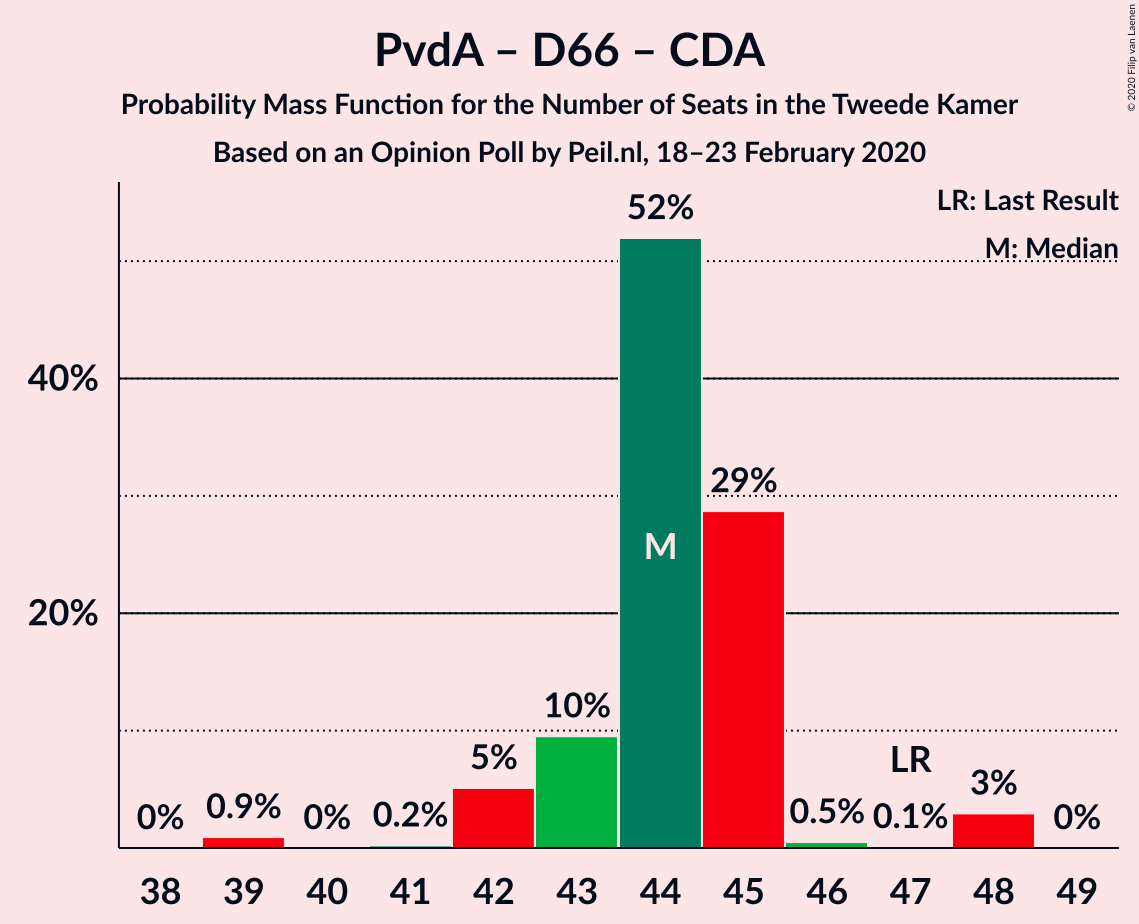 PvdA – D66 – CDA
Probability Mass Function for the Number of Seats in the Tweede Kamer
Based on an Opinion Poll by Peil.nl, 18–23 February 2020
© 2020 Filip van Laenen
LR: Last Result
M: Median
52%
40%
29%
M
20%
10%
LR
5%
3%
0% 0.9% 0% 0.2% 0.5% 0.1% 0%
38 39 40 41 42 43 44 45 46 47 48 49